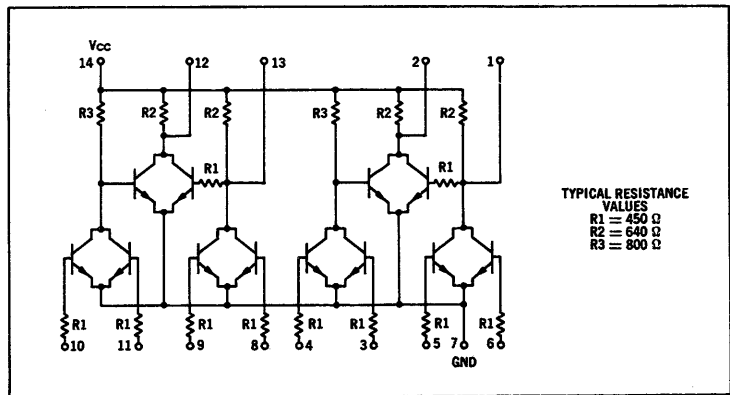 Vcc
14 12 13 2 1
R3 R2 R2 R3 R2 R2
R1 R1
TYPICAL RESISTANCE
VALUES
R1 = 450 Ω
R2 = 640 Ω
R3 = 800 Ω
R1 R1 R1 R1 R1 R1 R1 R1
10 11 9 8 4 3 5 7 6
GND